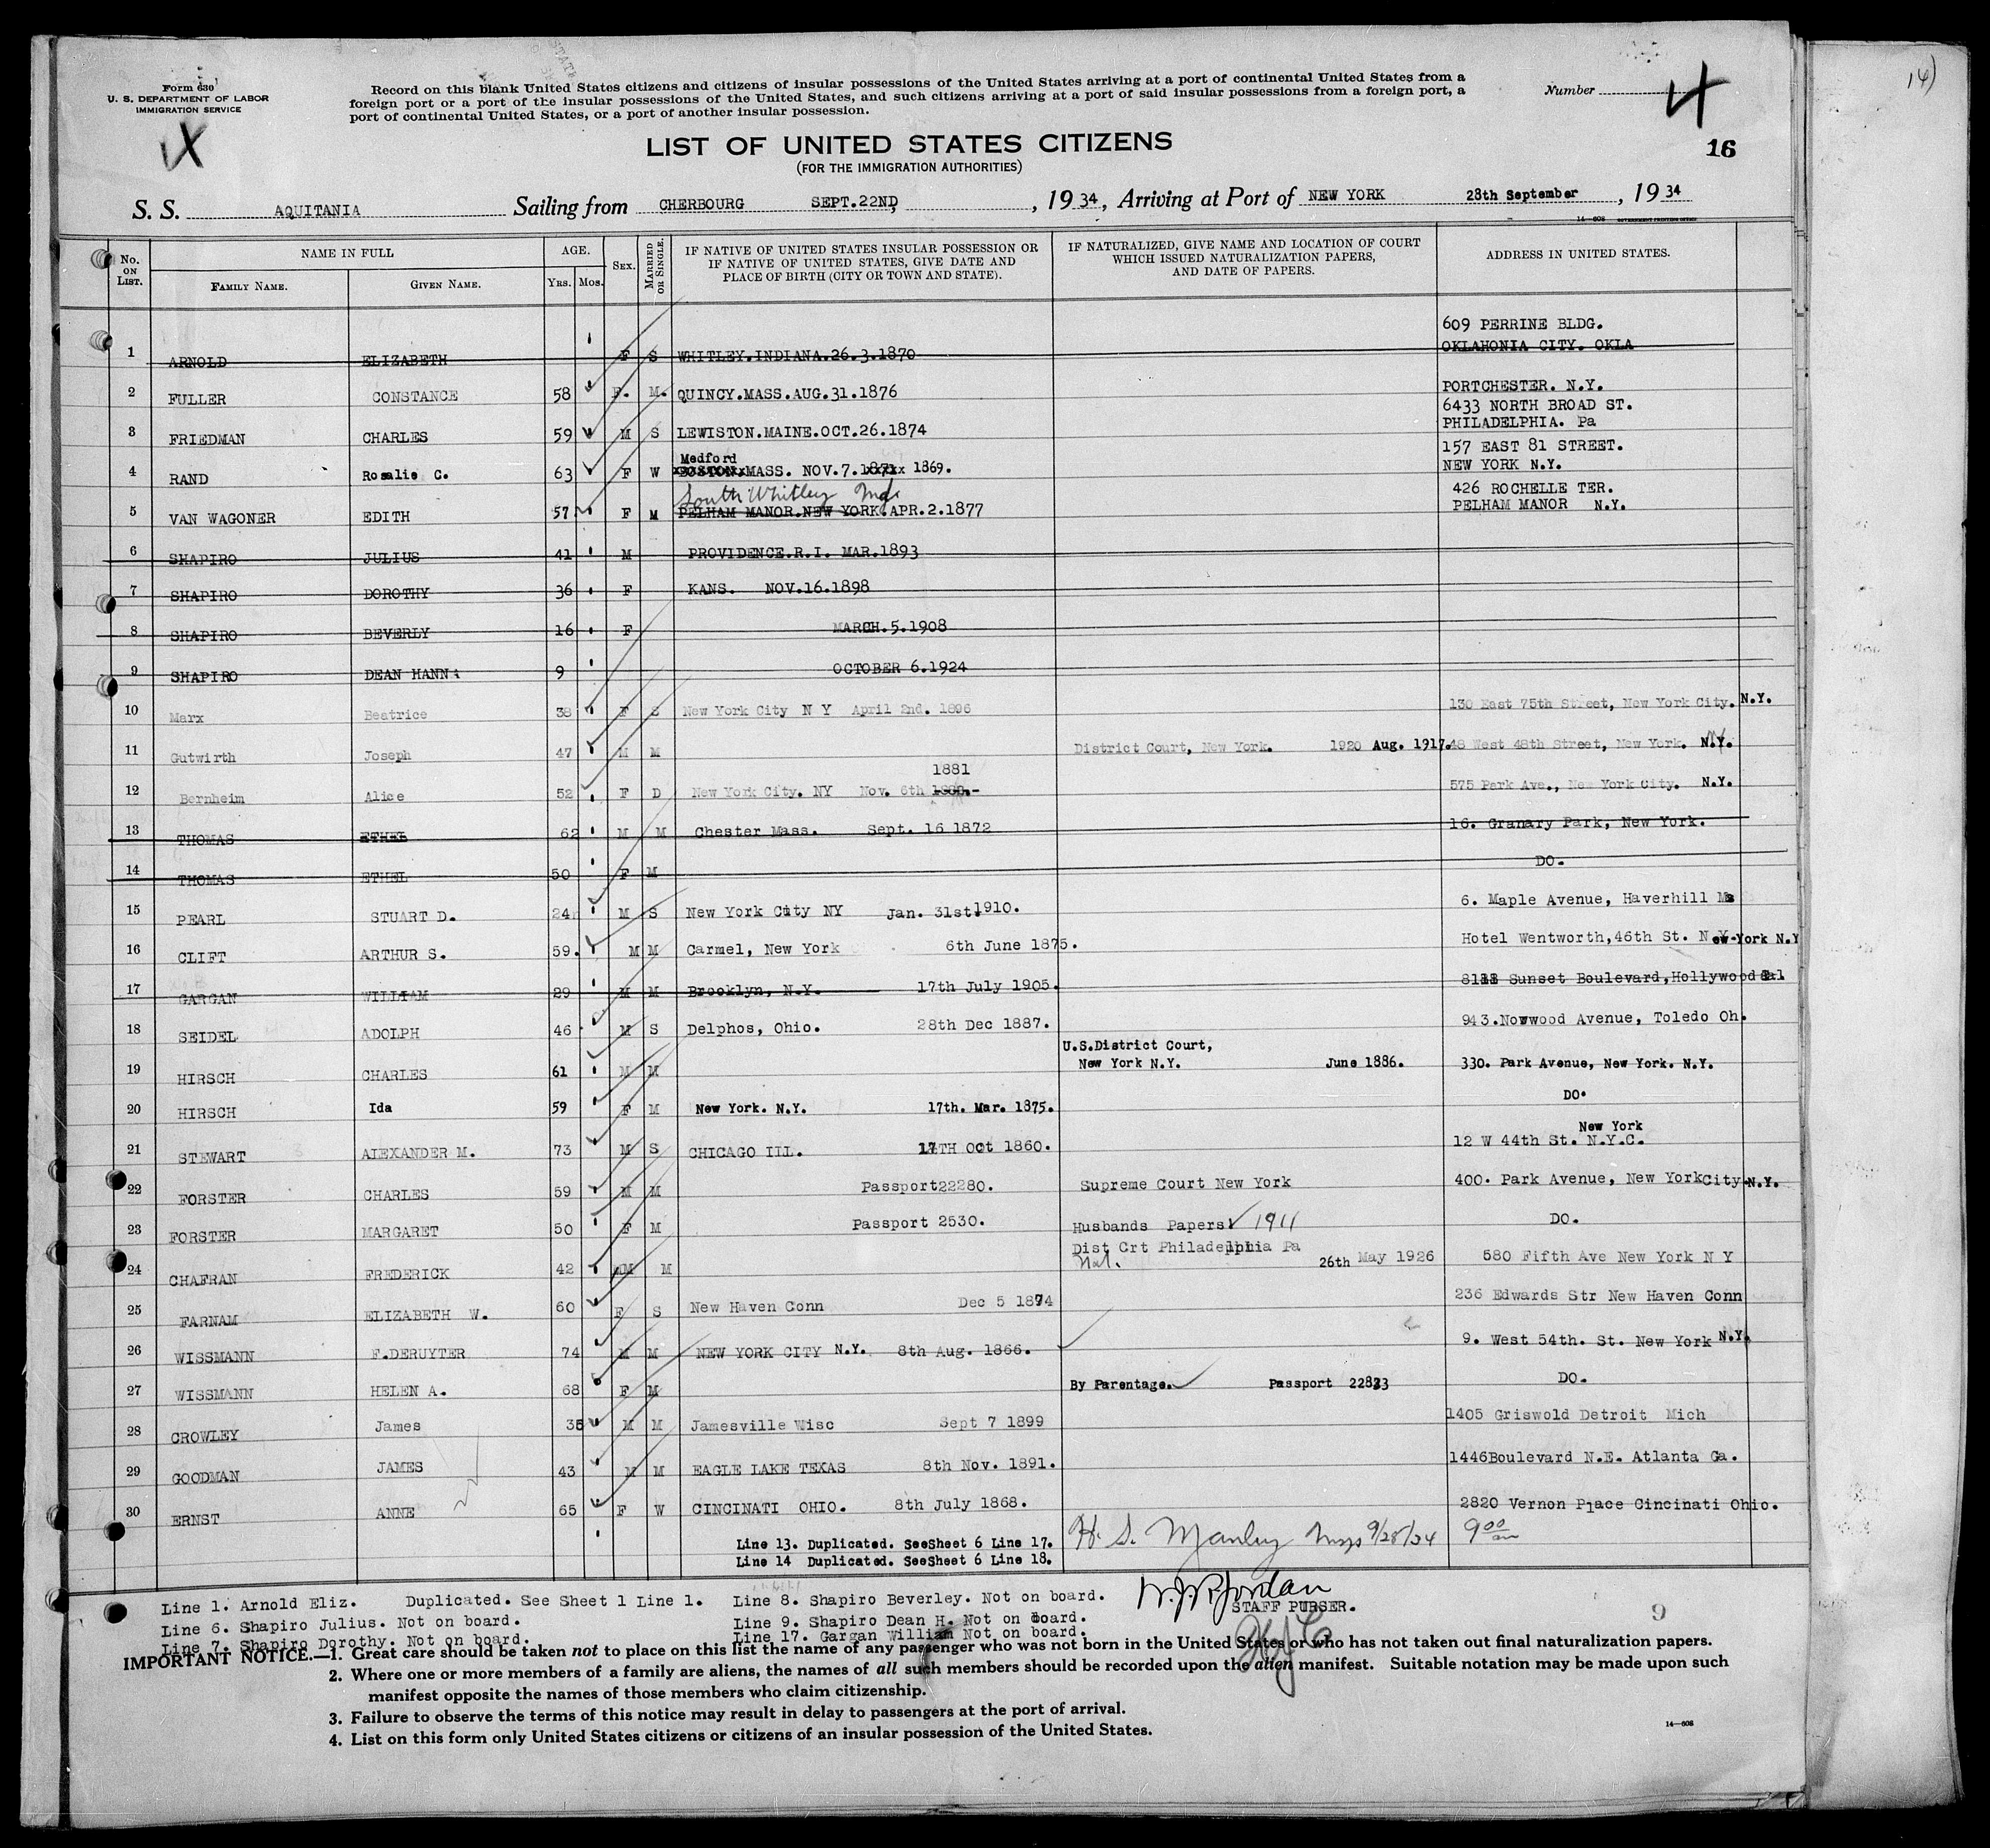 Form 630
U. S. DEPARTMENT OF LABOR
IMMIGRATION SERVICE
Record on this blank United States citizens and citizens of insular possessions of the United States arriving at a port of continental United States from a
foreign port or a port of the insular possessions of the United States, and such citizens arriving at a port of said insular possessions from a foreign port, a
port of continental United States, or a port of another insular possession.
Number
4
14)
X
LIST OF UNITED STATES CITIZENS
(FOR THE IMMIGRATION AUTHORITIES)
16
S. S. AQUITANIA Sailing from CHERBOURG SEPT.22ND, , 1934, Arriving at Port of NEW YORK 28th September , 1934
14—608 GOVERNMENT PRINTING OFFICE
No. ON LIST. NAME IN FULL AGE. SEX. MARRIED OR SINGLE. IF NATIVE OF UNITED STATES INSULAR POSSESSION OR IF NATIVE OF UNITED STATES, GIVE DATE AND PLACE OF BIRTH (CITY OR TOWN AND STATE). IF NATURALIZED, GIVE NAME AND LOCATION OF COURT WHICH ISSUED NATURALIZATION PAPERS, AND DATE OF PAPERS. ADDRESS IN UNITED STATES.
FAMILY NAME. GIVEN NAME. YRS. MOS.
609 PERRINE BLDG.
1 ARNOLD ELIZABETH F S WHITLEY.INDIANA.26.3.1870 OKLAHONIA CITY. OKLA
2 FULLER CONSTANCE 58 F. M. QUINCY.MASS.AUG.31.1876 PORTCHESTER. N.Y.
6433 NORTH BROAD ST.
3 FRIEDMAN CHARLES 59 M S LEWISTON.MAINE.OCT.26.1874 PHILADELPHIA. Pa
Medford 157 EAST 81 STREET.
4 RAND Rosalie C. 63 F W BOSTON.MASS. NOV.7.1871 1869. NEW YORK N.Y.
South Whitley Ind. 426 ROCHELLE TER.
5 VAN WAGONER EDITH 57 F M PELHAM MANOR.NEW YORK.APR.2.1877 PELHAM MANOR N.Y.
6 SHAPIRO JULIUS 41 M PROVIDENCE.R.I. MAR.1893
7 SHAPIRO DOROTHY 36 F KANS. NOV.16.1898
8 SHAPIRO BEVERLY 16 F MARCH.5.1908
9 SHAPIRO DEAN HANNA 9 OCTOBER 6.1924
10 Marx Beatrice 38 F S New York City N Y April 2nd. 1896 130 East 75th Street, New York City. N.Y.
11 Gutwirth Joseph 47 M M District Court, New York. 1920 Aug. 1917. 48 West 48th Street, New York. N.Y.
1881
12 Bernheim Alice 52 F D New York City. NY Nov. 6th 575 Park Ave., New York City. N.Y.
13 THOMAS ETHEL 62 M M Chester Mass. Sept. 16 1872 16. Granary Park, New York.
14 THOMAS ETHEL 50 F M DO.
15 PEARL STUART D. 24 M S New York City NY Jan. 31st.1910. 6. Maple Avenue, Haverhill Ms
16 CLIFT ARTHUR S. 59. M M Carmel, New York 6th June 1875. Hotel Wentworth,46th St. New-York N.Y
17 GARGAN WILLIAM 29 M M Brooklyn, N.Y. 17th July 1905. Sunset Boulevard,Hollywood Cal
18 SEIDEL ADOLPH 46 M S Delphos, Ohio. 28th Dec 1887. 943.Nowwood Avenue, Toledo Oh.
U.S.District Court,
19 HIRSCH CHARLES 61 M M New York N.Y. June 1886. 330. Park Avenue, New York. N.Y.
20 HIRSCH Ida 59 F M New York. N.Y. 17th. Mar. 1875. DO.
New York
21 STEWART ALEXANDER M. 73 M S CHICAGO ILL. 17TH Oct 1860. 12 W 44th St. N.Y.C.
22 FORSTER CHARLES 59 M M Passport22280. Supreme Court New York 400. Park Avenue, New YorkCity.N.Y.
23 FORSTER MARGARET 50 F M Passport 2530. Husbands Papers. 1911 DO.
Dist Crt Philadelphia Pa
24 CHAFRAN FREDERICK 42 M M Nat. 26th May 1926 580 Fifth Ave New York N Y
25 FARNAM ELIZABETH W. 60 F S New Haven Conn Dec 5 1874 236 Edwards Str New Haven Conn
26 WISSMANN F.DERUYTER 74 M M NEW YORK CITY N.Y. 8th Aug. 1866. 9. West 54th. St. New York N.Y.
27 WISSMANN HELEN A. 68 F M By Parentage. Passport 22833 DO.
28 CROWLEY James 35 M M Jamesville Wisc Sept 7 1899 1405 Griswold Detroit Mich
29 GOODMAN JAMES 43 M M EAGLE LAKE TEXAS 8th Nov. 1891. 1446Boulevard N.E. Atlanta Ga.
30 ERNST ANNE 65 F W CINCINATI OHIO. 8th July 1868. 2820 Vernon Place Cincinati Ohio.
Line 13. Duplicated. SeeSheet 6 Line 17. H. S. Manley Insp 9/28/34 9 00 am
Line 14 Duplicated. SeeSheet 6 Line 18.
Line 1. Arnold Eliz. Duplicated. See Sheet 1 Line 1. Line 8. Shapiro Beverley. Not on board.
STAFF PURSER.
9
Line 6. Shapiro Julius. Not on board. Line 9. Shapiro Dean H. Not on board.
Line 7. Shapiro Dorothy. Not on board. Line 17. Gargan William Not on board.
IMPORTANT NOTICE.—1. Great care should be taken not to place on this list the name of any passenger who was not born in the United States or who has not taken out final naturalization papers.
2. Where one or more members of a family are aliens, the names of all such members should be recorded upon the alien manifest. Suitable notation may be made upon such
manifest opposite the names of those members who claim citizenship.
3. Failure to observe the terms of this notice may result in delay to passengers at the port of arrival.
4. List on this form only United States citizens or citizens of an insular possession of the United States.
14—608